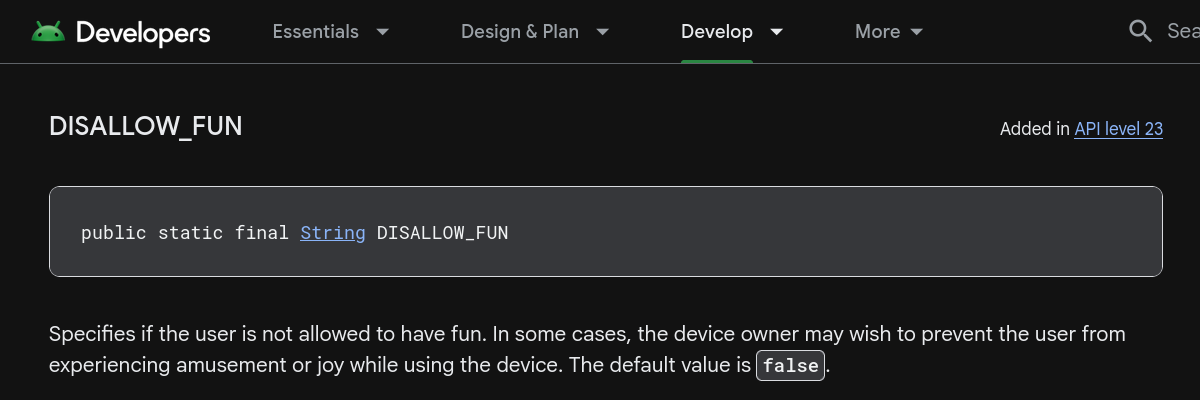 Developers Essentials Design & Plan Develop More Sea
DISALLOW_FUN
Added in API level 23
public static final String DISALLOW_FUN
Specifies if the user is not allowed to have fun. In some cases, the device owner may wish to prevent the user from
experiencing amusement or joy while using the device. The default value is false.